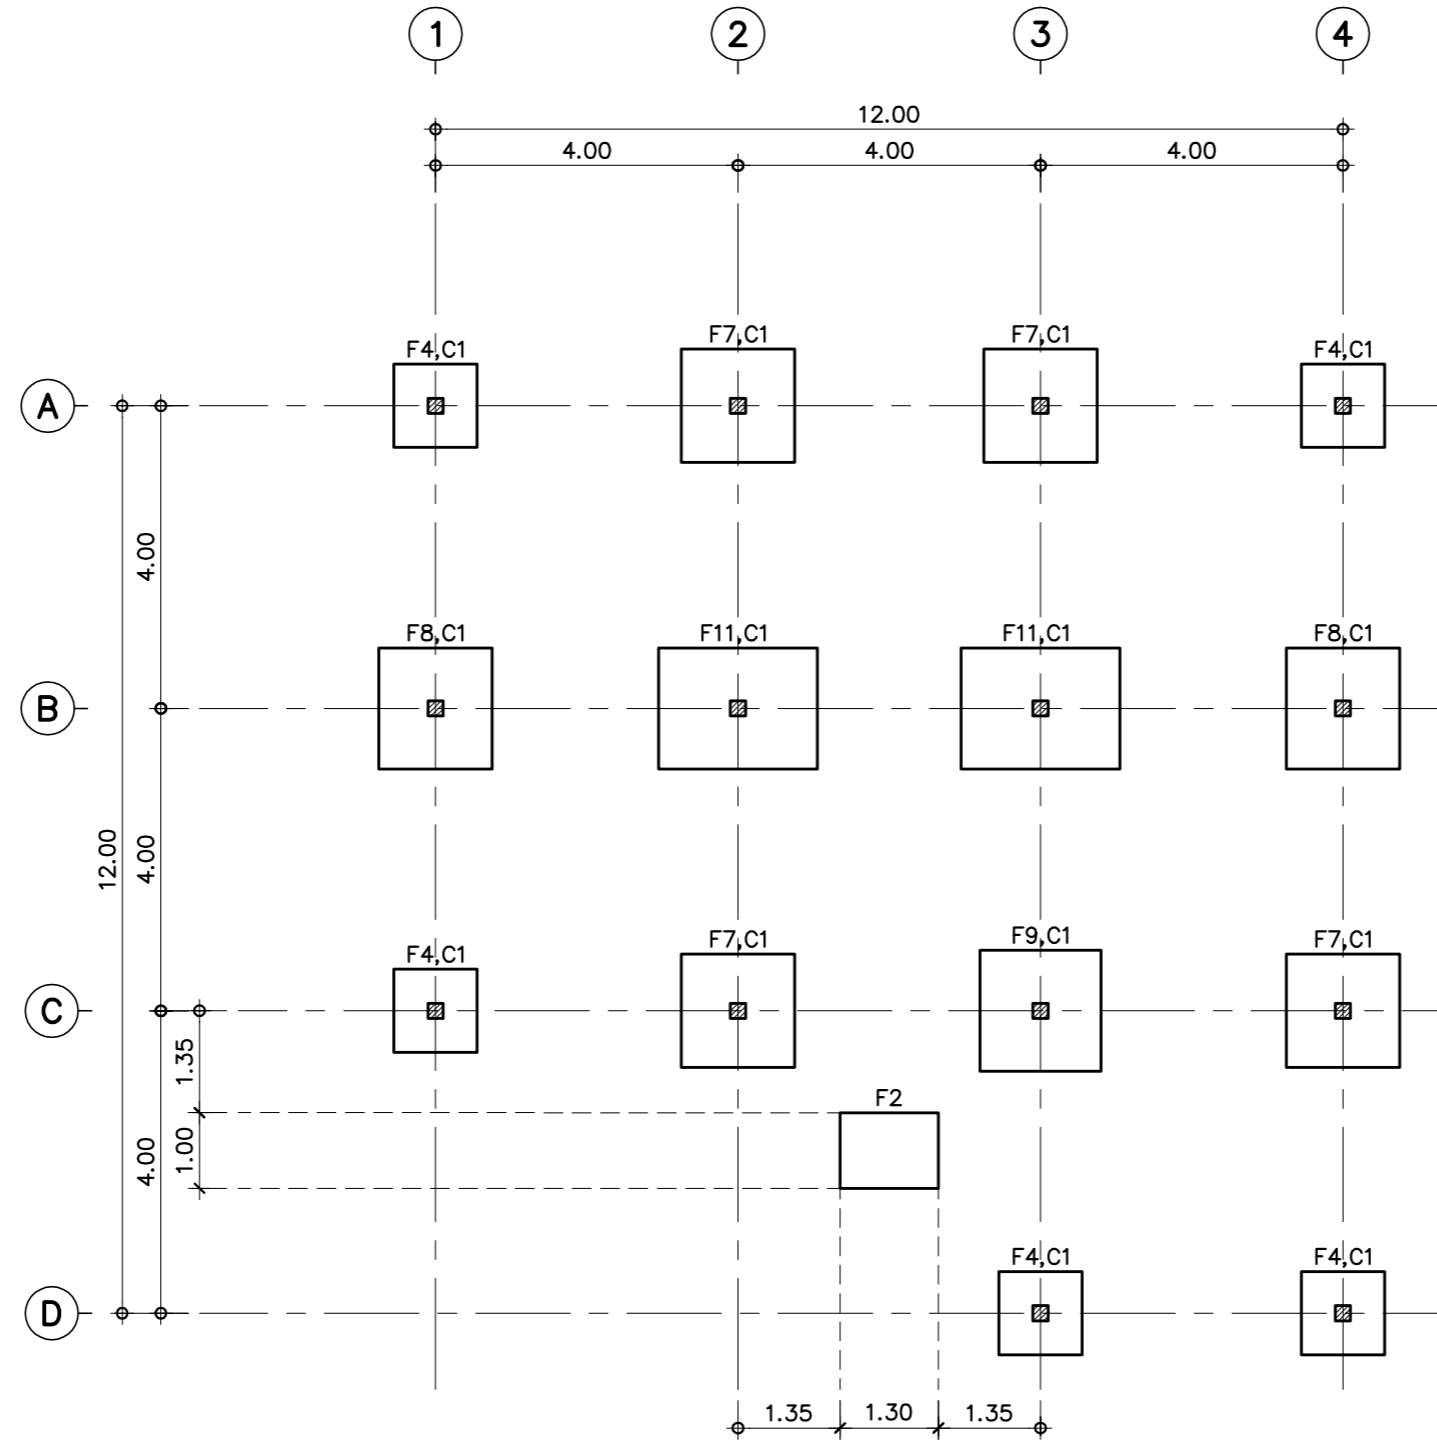 1 2 3 4
12.00
4.00 4.00 4.00
F4,C1 F7,C1 F7,C1 F4,C1
A
4.00
F8,C1 F11,C1 F11,C1 F8,C1
B
12.00 4.00
F4,C1 F7,C1 F9,C1 F7,C1
C
1.35
F2
4.00 1.00
F4,C1 F4,C1
D
1.35 1.30 1.35